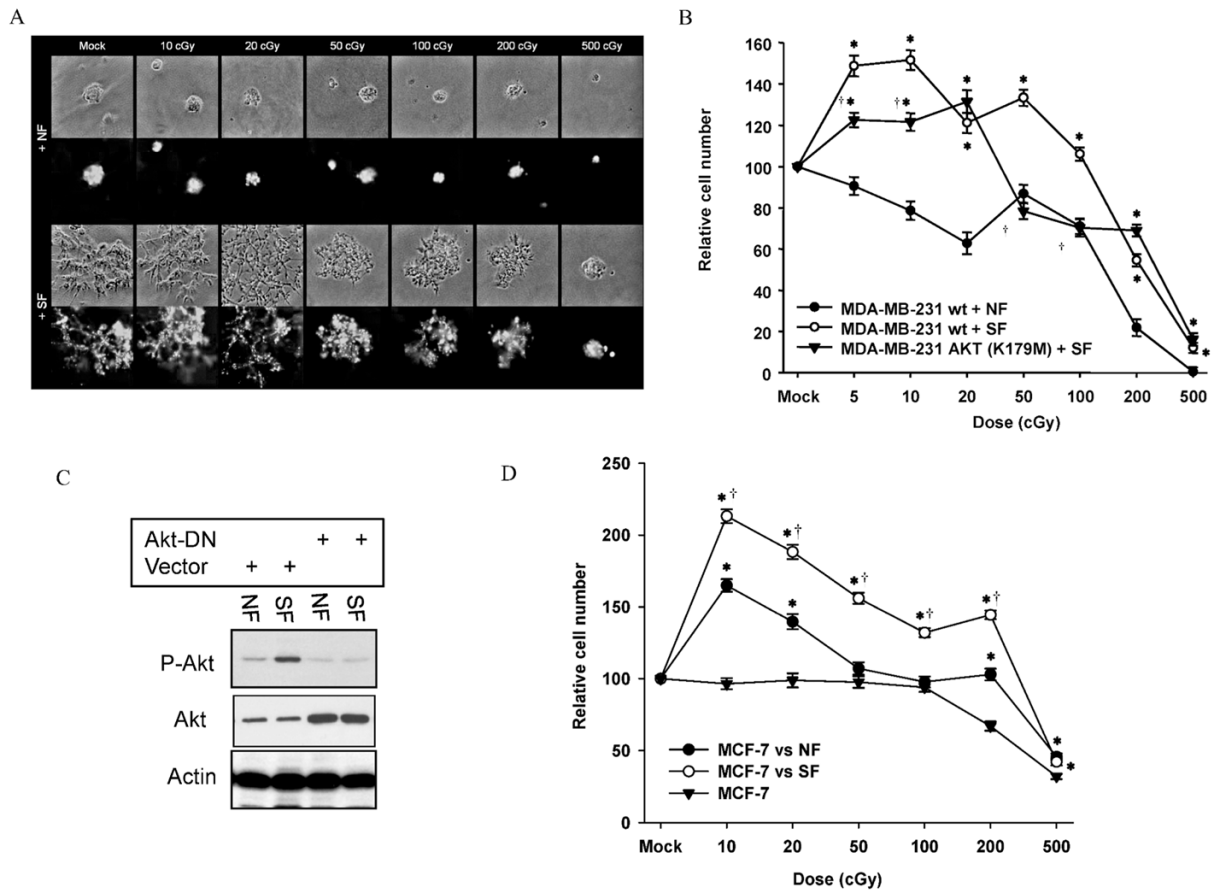 A
Mock 10 cGy 20 cGy 50 cGy 100 cGy 200 cGy 500 cGy
+ NF
+ SF
B
Relative cell number
160
140
120
100
80
60
40
20
0
*
*
†*
†*
*
*
*
*
†
†
*
*
*
*
MDA-MB-231 wt + NF
MDA-MB-231 wt + SF
MDA-MB-231 AKT (K179M) + SF
Mock 5 10 20 50 100 200 500
Dose (cGy)
C
Akt-DN + +
Vector + +
NF SF NF SF
P-Akt
Akt
Actin
D
Relative cell number
250
200
150
100
50
0
*†
*†
*†
*†
*†
*
*
*
*
*
MCF-7 vs NF
MCF-7 vs SF
MCF-7
Mock 10 20 50 100 200 500
Dose (cGy)